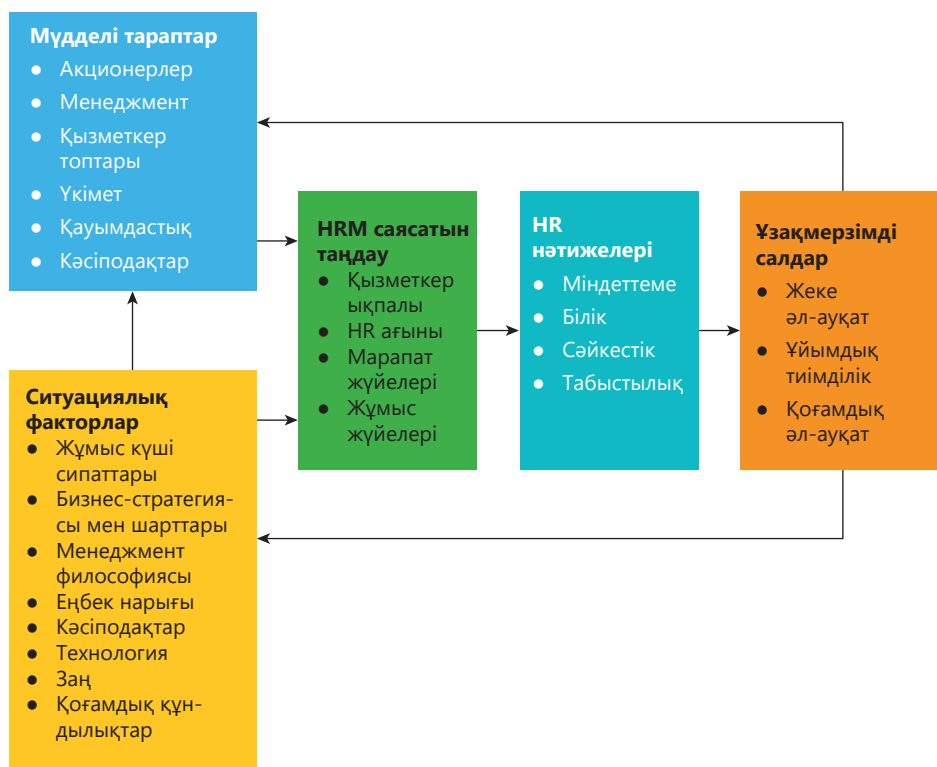 Мүдделі тараптар
● Акционерлер
● Менеджмент
● Қызметкер
топтары
● Үкімет
● Қауымдастық
● Кәсіподақтар
HRM саясатын
таңдау
● Қызметкер
ықпалы
● HR ағыны
● Марапат
жүйелері
● Жұмыс
жүйелері
HR
нәтижелері
● Міндеттеме
● Білік
● Сәйкестік
● Табыстылық
Ұзақмерзімді
салдар
● Жеке
әл-ауқат
● Ұйымдық
тиімділік
● Қоғамдық
әл-ауқат
Ситуациялық
факторлар
● Жұмыс күші
сипаттары
● Бизнес-стратегия-
сы мен шарттары
● Менеджмент
философиясы
● Еңбек нарығы
● Кәсіподақтар
● Технология
● Заң
● Қоғамдық құн-
дылықтар